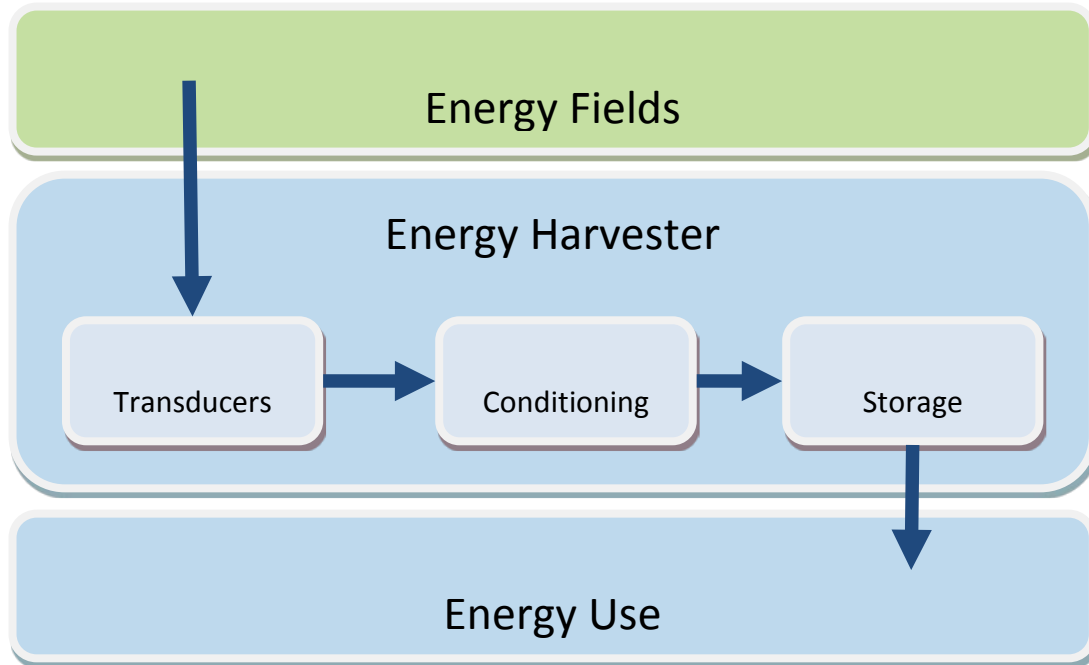 Energy Fields
Energy Harvester
Transducers
Conditioning
Storage
Energy Use